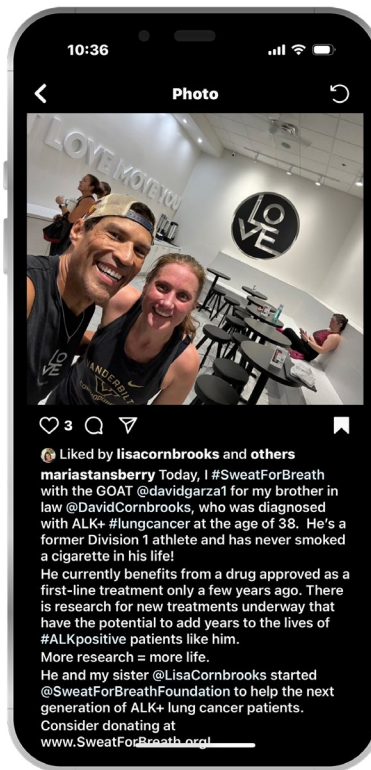 10:36
Photo
I LOVE MOVE YOU
LO
VE
LOVE
VANDERBILT
3
Liked by lisacornbrooks and others
mariastansberry Today, I #SweatForBreath
with the GOAT @davidgarza1 for my brother in
law @DavidCornbrooks, who was diagnosed
with ALK+ #lungcancer at the age of 38.  He's a
former Division 1 athlete and has never smoked
a cigarette in his life!
He currently benefits from a drug approved as a
first-line treatment only a few years ago. There
is research for new treatments underway that
have the potential to add years to the lives of
#ALKpositive patients like him.
More research = more life.
He and my sister @LisaCornbrooks started
@SweatForBreathFoundation to help the next
generation of ALK+ lung cancer patients.
Consider donating at
www.SweatForBreath.org!